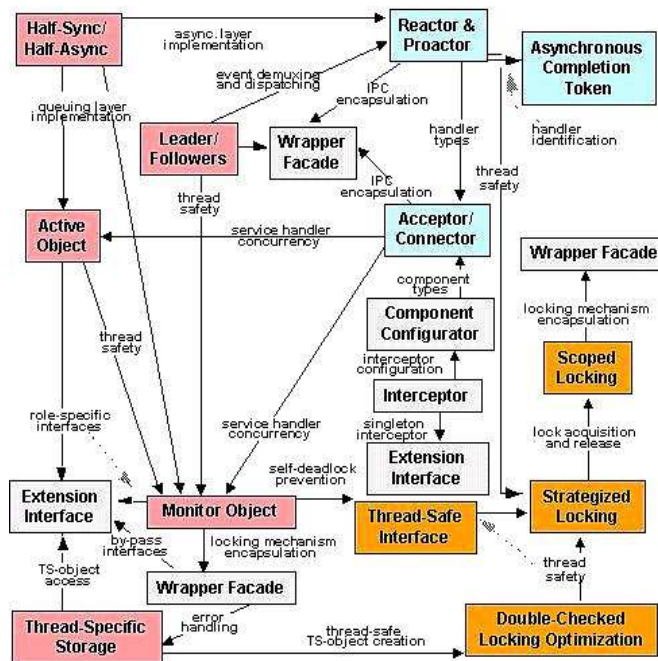 Half-Sync/
Half-Async
async. layer
implementation
Reactor &
Proactor
Asynchronous
Completion
Token
event demuxing
and dispatching
queuing layer
implementation
IPC
encapsulation
handler
types
handler
identification
Leader/
Followers
Wrapper
Facade
thread
safety
thread
safety
IPC
encapsulation
Active
Object
service handler
concurrency
Acceptor/
Connector
Wrapper Facade
component
types
Component
Configurator
locking mechanism
encapsulation
thread
safety
interceptor
configuration
Scoped
Locking
Interceptor
role-specific
interfaces
service handler
concurrency
singleton
interceptor
lock acquisition
and release
Extension
Interface
self-deadlock
prevention
Extension
Interface
Monitor Object
Thread-Safe
Interface
Strategized
Locking
by-pass
interfaces
locking mechanism
encapsulation
TS-object
access
Wrapper Facade
thread
safety
error
handling
Thread-Specific
Storage
thread-safe
TS-object creation
Double-Checked
Locking Optimization